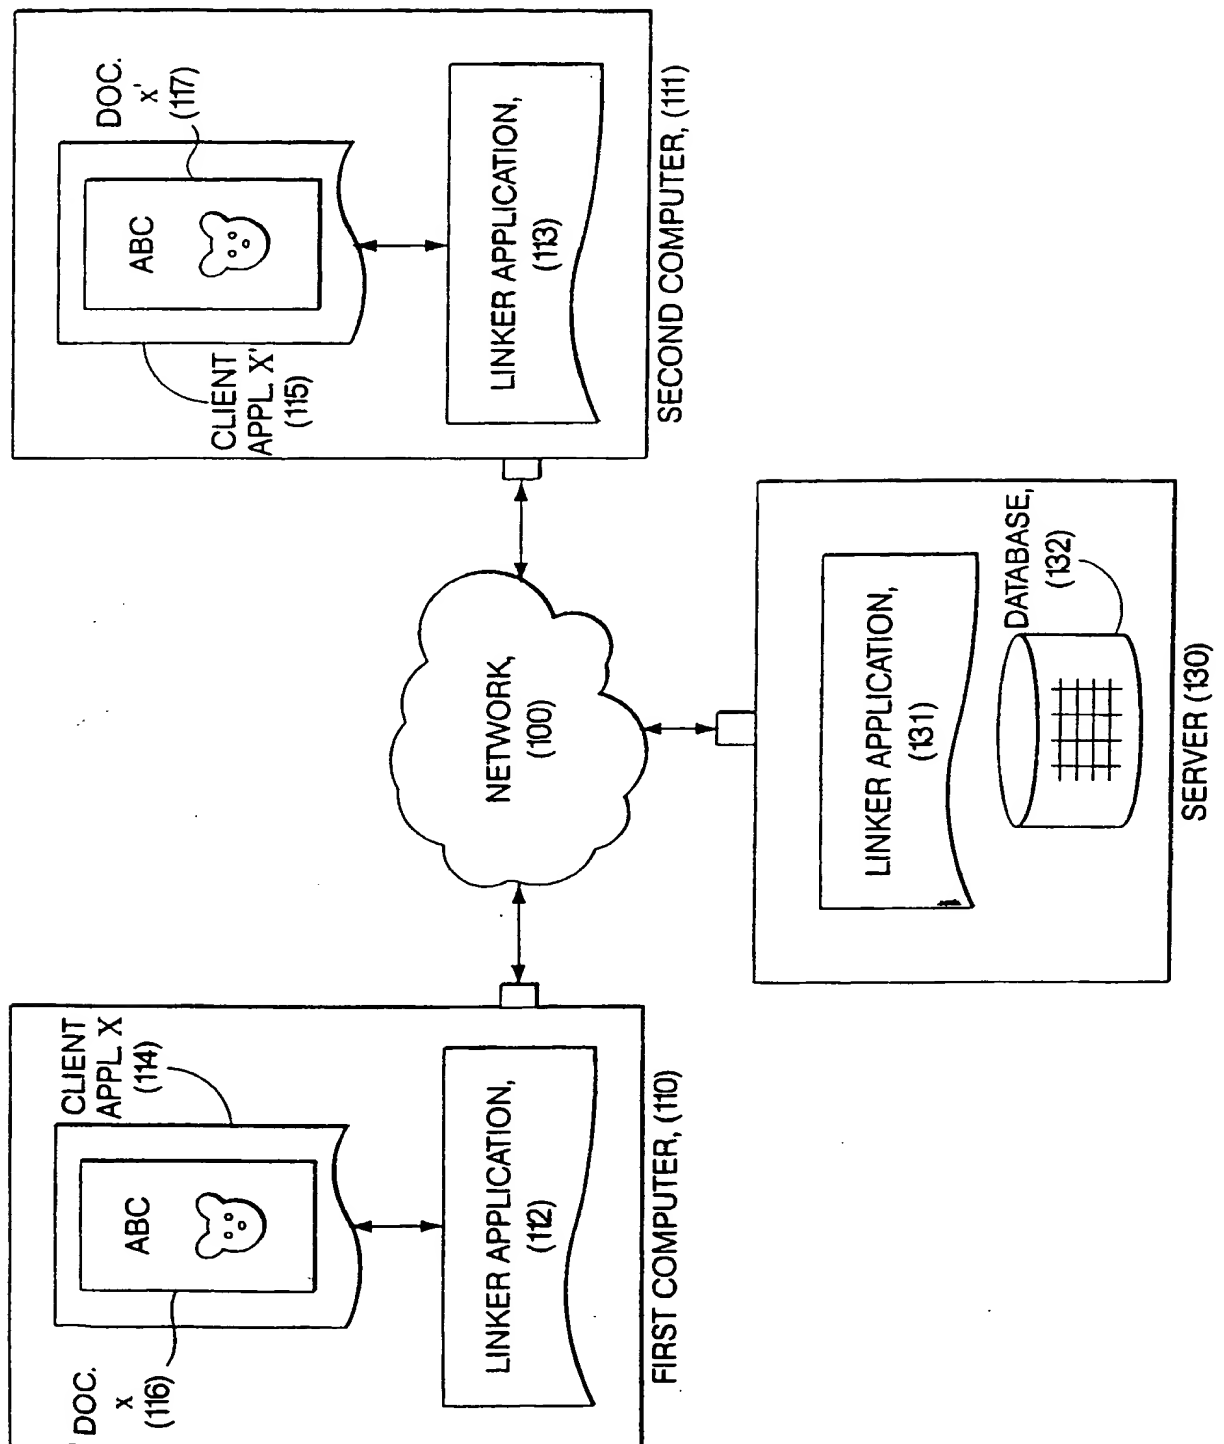 DOC.
x
(116)
CLIENT
APPL. X
(114)
ABC
LINKER APPLICATION,
(112)
FIRST COMPUTER, (110)
NETWORK,
(100)
LINKER APPLICATION,
(131)
DATABASE,
(132)
SERVER (130)
CLIENT
APPL. X'
(115)
DOC.
x'
(117)
ABC
LINKER APPLICATION,
(113)
SECOND COMPUTER, (111)